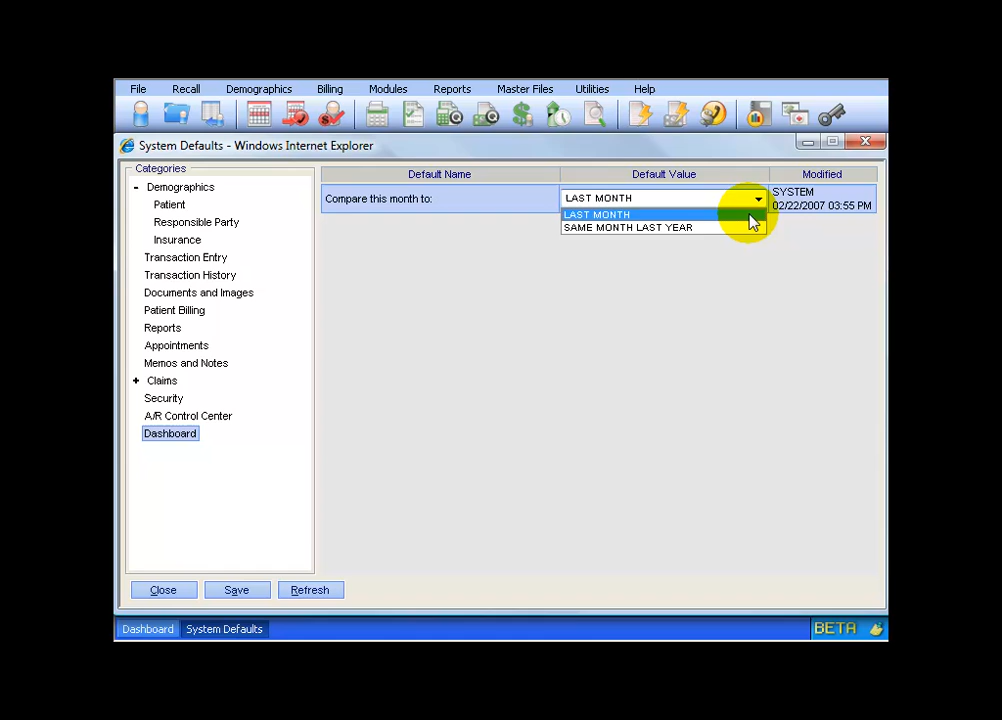 File Recall Demographics Billing Modules Reports Master Files Utilities Help
System Defaults - Windows Internet Explorer
Categories
- Demographics
Patient
Responsible Party
Insurance
Transaction Entry
Transaction History
Documents and Images
Patient Billing
Reports
Appointments
Memos and Notes
+ Claims
Security
A/R Control Center
Dashboard
Default Name Default Value Modified
Compare this month to: LAST MONTH SYSTEM
02/22/2007 03:55 PM
LAST MONTH
SAME MONTH LAST YEAR
Close Save Refresh
Dashboard System Defaults BETA